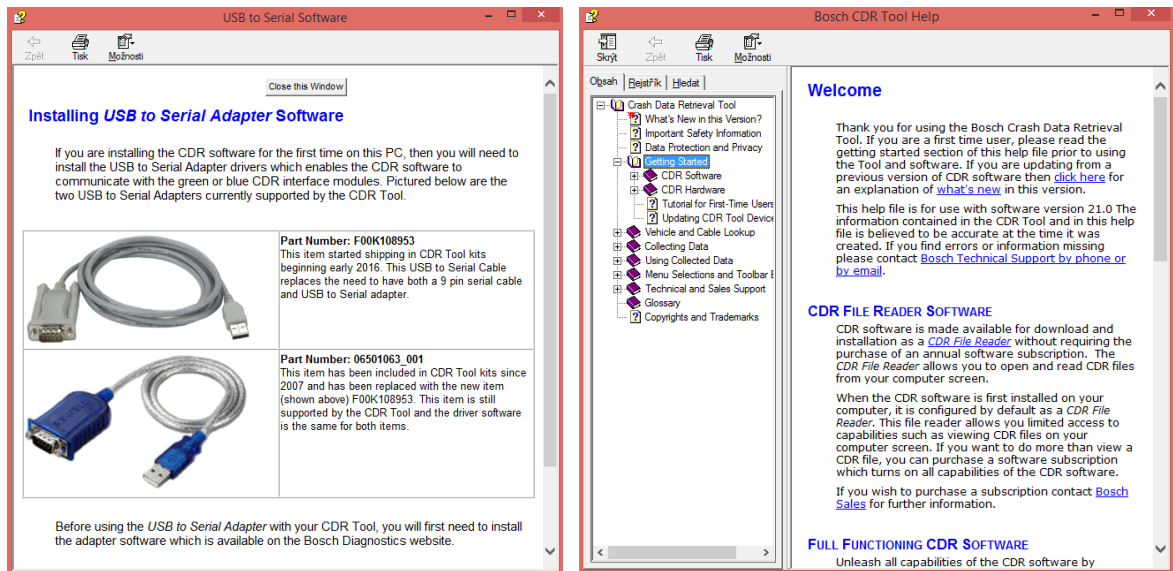 USB to Serial Software
Zpět
Tisk
Možnosti
Close this Window
Installing USB to Serial Adapter Software
If you are installing the CDR software for the first time on this PC, then you will need to
install the USB to Serial Adapter drivers which enables the CDR software to
communicate with the green or blue CDR interface modules. Pictured below are the
two USB to Serial Adapters currently supported by the CDR Tool.
Part Number: F00K108953
This item started shipping in CDR Tool kits
beginning early 2016. This USB to Serial Cable
replaces the need to have both a 9 pin serial cable
and USB to Serial adapter.
Part Number: 06501063_001
This item has been included in CDR Tool kits since
2007 and has been replaced with the new item
(shown above) F00K108953. This item is still
supported by the CDR Tool and the driver software
is the same for both items.
Before using the USB to Serial Adapter with your CDR Tool, you will first need to install
the adapter software which is available on the Bosch Diagnostics website.
Bosch CDR Tool Help
Skrýt
Zpět
Tisk
Možnosti
Obsah
Rejstřík
Hledat
Crash Data Retrieval Tool
What's New in this Version?
Important Safety Information
Data Protection and Privacy
Getting Started
CDR Software
CDR Hardware
Tutorial for First-Time Users
Updating CDR Tool Device
Vehicle and Cable Lookup
Collecting Data
Using Collected Data
Menu Selections and Toolbar B
Technical and Sales Support
Glossary
Copyrights and Trademarks
Welcome
Thank you for using the Bosch Crash Data Retrieval
Tool. If you are a first time user, please read the
getting started section of this help file prior to using
the Tool and software. If you are updating from a
previous version of CDR software then click here for
an explanation of what's new in this version.
This help file is for use with software version 21.0 The
information contained in the CDR Tool and in this help
file is believed to be accurate at the time it was
created. If you find errors or information missing
please contact Bosch Technical Support by phone or
by email.
CDR FILE READER SOFTWARE
CDR software is made available for download and
installation as a CDR File Reader without requiring the
purchase of an annual software subscription. The
CDR File Reader allows you to open and read CDR files
from your computer screen.
When the CDR software is first installed on your
computer, it is configured by default as a CDR File
Reader. This file reader allows you limited access to
capabilities such as viewing CDR files on your
computer screen. If you want to do more than view a
CDR file, you can purchase a software subscription
which turns on all capabilities of the CDR software.
If you wish to purchase a subscription contact Bosch
Sales for further information.
FULL FUNCTIONING CDR SOFTWARE
Unleash all capabilities of the CDR software by